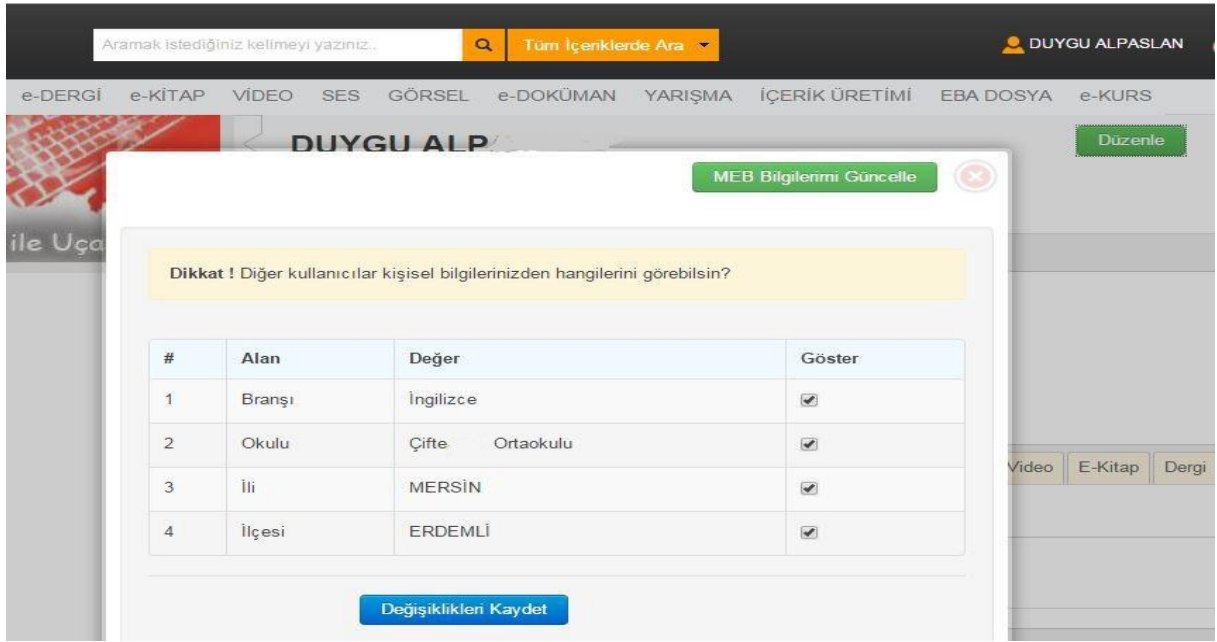 Aramak istediğiniz kelimeyi yazınız.. Tüm İçeriklerde Ara DUYGU ALPASLAN
e-DERGİ e-KİTAP VİDEO SES GÖRSEL e-DOKÜMAN YARIŞMA İÇERİK ÜRETİMİ EBA DOSYA e-KURS
DUYGU ALP Düzenle
MEB Bilgilerimi Güncelle
ile Uça
Dikkat ! Diğer kullanıcılar kişisel bilgilerinizden hangilerini görebilsin?
# Alan Değer Göster
1 Branşı İngilizce
2 Okulu Çifte Ortaokulu
Video E-Kitap Dergi
3 İli MERSİN
4 İlçesi ERDEMLİ
Değişiklikleri Kaydet